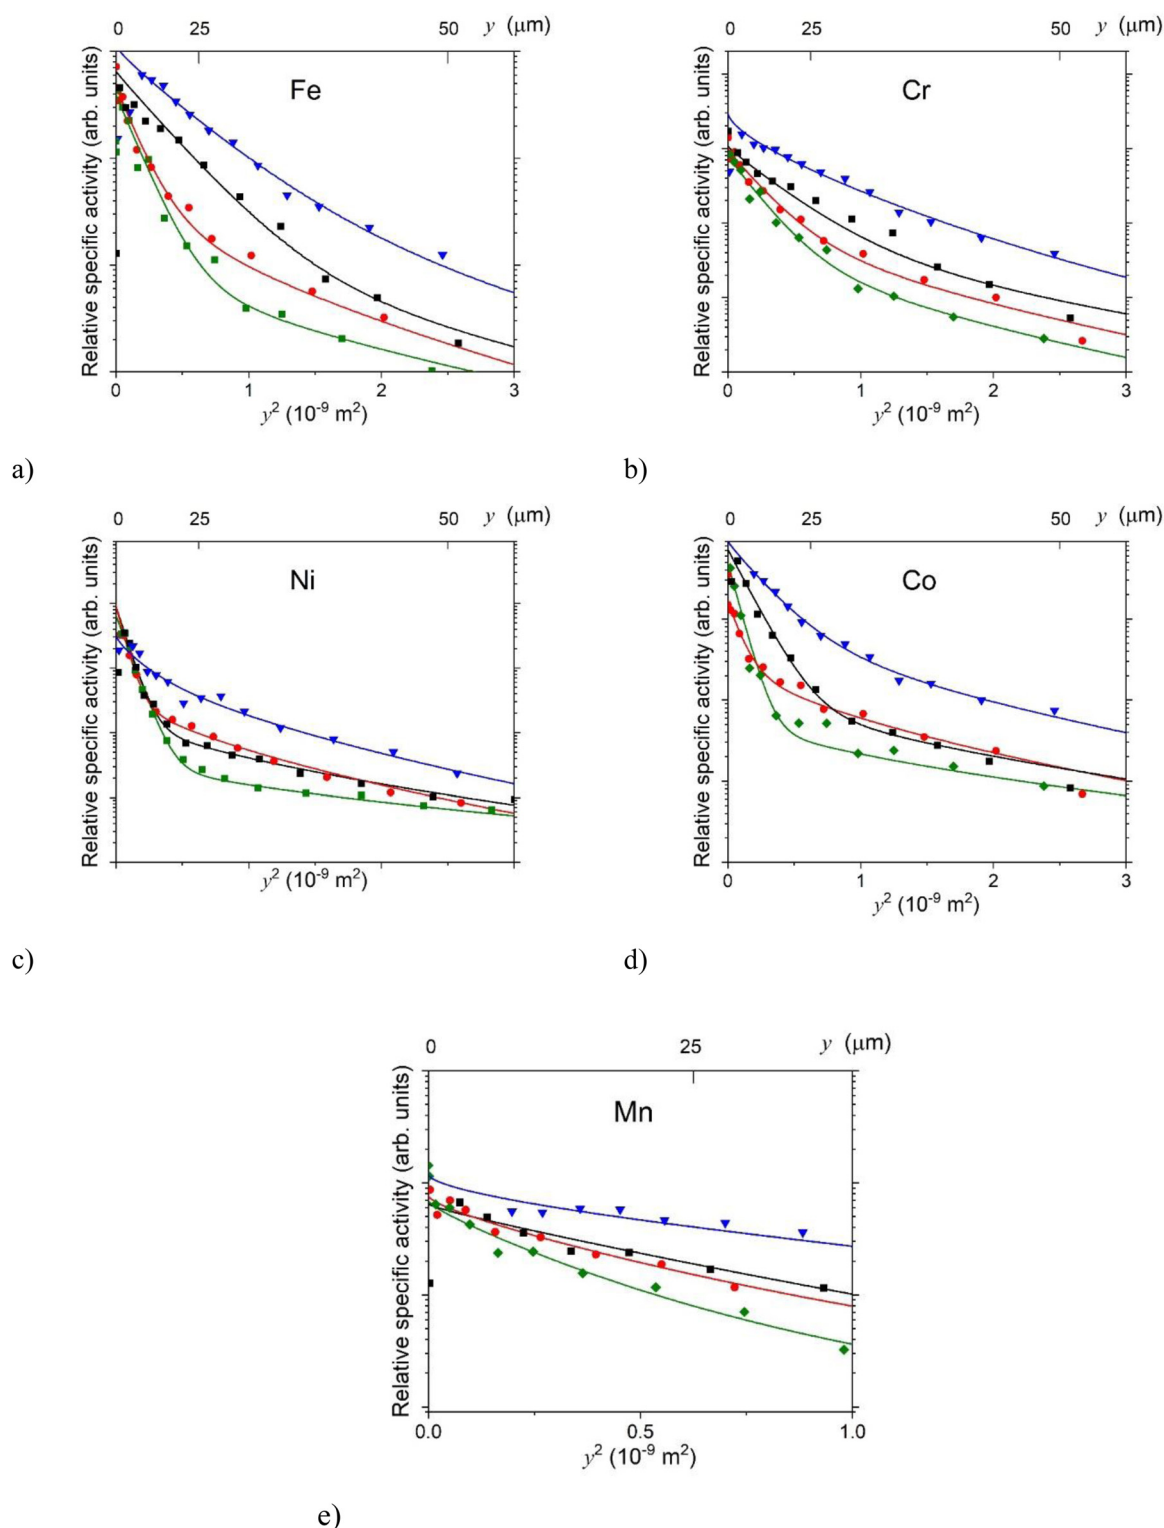 0 25 50 y (μm)
0 25 50 y (μm)
Relative specific activity (arb. units)
Fe
Relative specific activity (arb. units)
Cr
0 1 2 3
0 1 2 3
y² (10⁻⁹ m²)
y² (10⁻⁹ m²)
a)
b)
0 25 50 y (μm)
0 25 50 y (μm)
Relative specific activity (arb. units)
Ni
Relative specific activity (arb. units)
Co
0 1 2 3
y² (10⁻⁹ m²)
y² (10⁻⁹ m²)
c)
d)
0 25 y (μm)
Relative specific activity (arb. units)
Mn
0.0 0.5 1.0
y² (10⁻⁹ m²)
e)